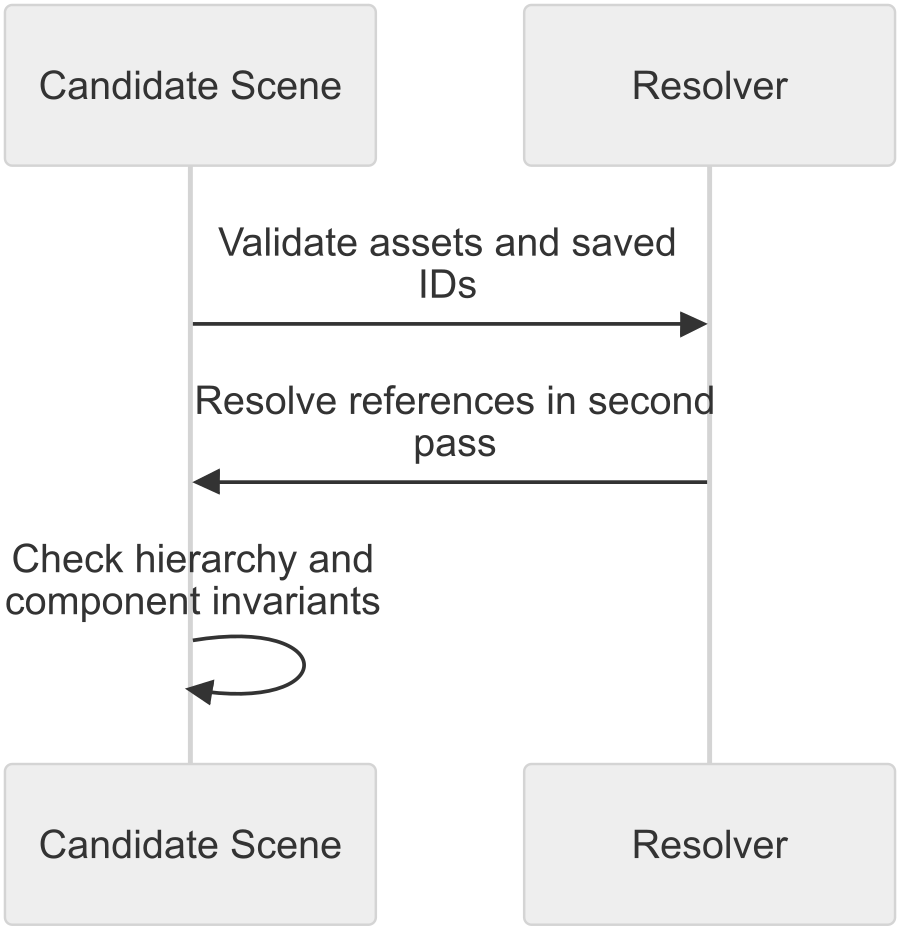 Candidate Scene
Resolver
Validate assets and saved
IDs
Resolve references in second
pass
Check hierarchy and
component invariants
Candidate Scene
Resolver